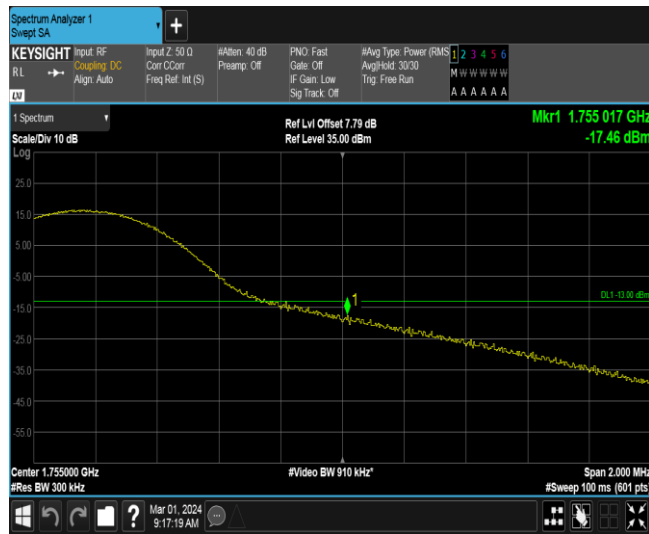 Spectrum Analyzer 1
Swept SA
+
KEYSIGHT
RL
LXI
Input: RF
Coupling: DC
Align: Auto
Input Z: 50 Ω
Corr CCorr
Freq Ref: Int (S)
#Atten: 40 dB
Preamp: Off
PNO: Fast
Gate: Off
IF Gain: Low
Sig Track: Off
#Avg Type: Power (RMS
Avg|Hold: 30/30
Trig: Free Run
1 2 3 4 5 6
M W W W W W
A A A A A A
1 Spectrum
Scale/Div 10 dB
Log
Ref Lvl Offset 7.79 dB
Ref Level 35.00 dBm
Mkr1 1.755 017 GHz
-17.46 dBm
25.0
15.0
5.00
-5.00
-15.0
-25.0
-35.0
-45.0
-55.0
1
DL1 -13.00 dBm
Center 1.755000 GHz
#Res BW 300 kHz
#Video BW 910 kHz*
Span 2.000 MHz
#Sweep 100 ms (601 pts)
?
Mar 01, 2024
9:17:19 AM